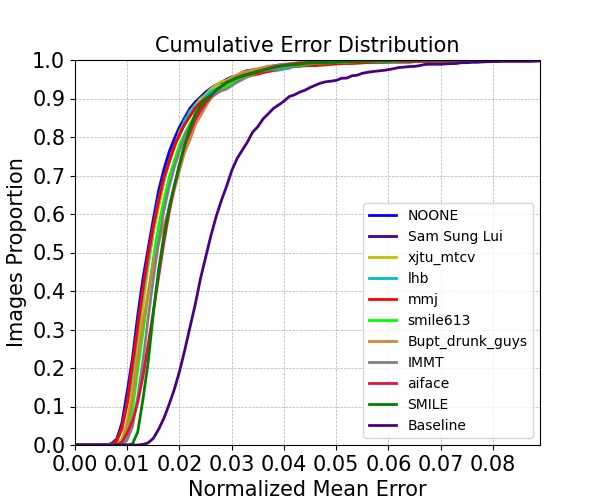 Cumulative Error Distribution
1.0
0.9
0.8
0.7
0.6
0.5
0.4
0.3
0.2
0.1
0.0
Images Proportion
NOONE
Sam Sung Lui
xjtu_mtcv
lhb
mmj
smile613
Bupt_drunk_guys
IMMT
aiface
SMILE
Baseline
0.00 0.01 0.02 0.03 0.04 0.05 0.06 0.07 0.08
Normalized Mean Error